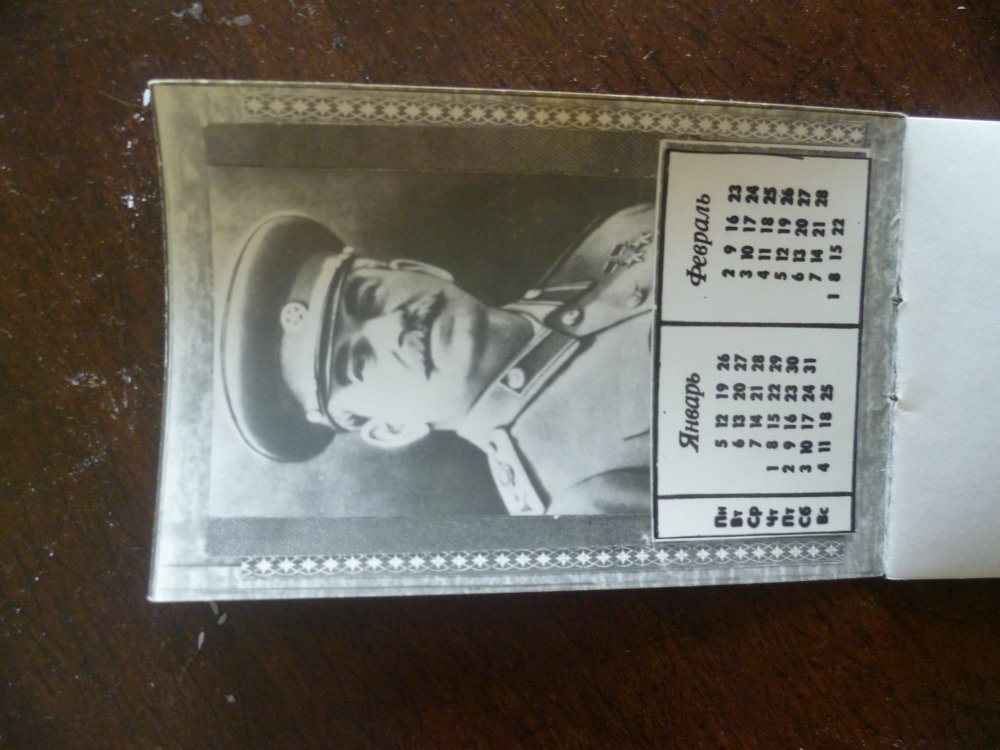 Январь Февраль
Пн 5 12 19 26 2 9 16 23
Вт 6 13 20 27 3 10 17 24
Ср 7 14 21 28 4 11 18 25
Чт 1 8 15 22 29 5 12 19 26
Пт 2 9 16 23 30 6 13 20 27
Сб 3 10 17 24 31 7 14 21 28
Вс 4 11 18 25 1 8 15 22